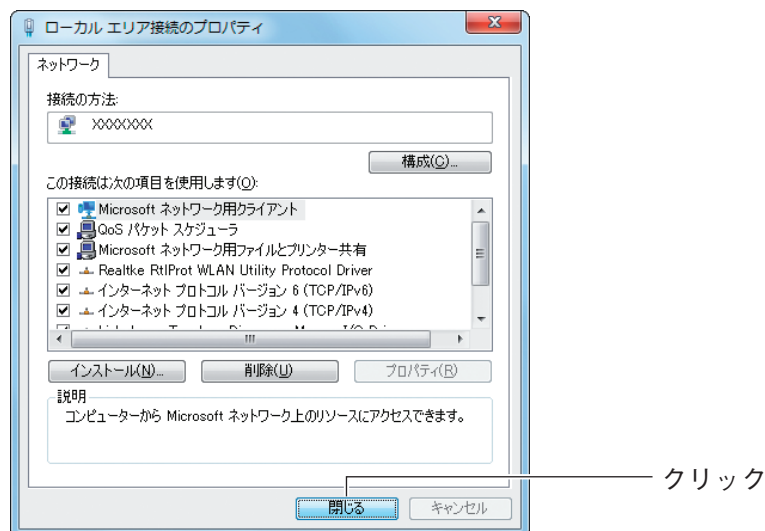 ローカル エリア接続のプロパティ
ネットワーク
接続の方法:
XXXXXXXX
構成(C)...
この接続は次の項目を使用します(O):
Microsoft ネットワーク用クライアント
QoS パケット スケジューラ
Microsoft ネットワーク用ファイルとプリンター共有
Realtke RtlProt WLAN Utility Protocol Driver
インターネット プロトコル バージョン 6 (TCP/IPv6)
インターネット プロトコル バージョン 4 (TCP/IPv4)
インストール(N)...
削除(U)
プロパティ(R)
説明
コンピューターから Microsoft ネットワーク上のリソースにアクセスできます。
クリック
閉じる
キャンセル